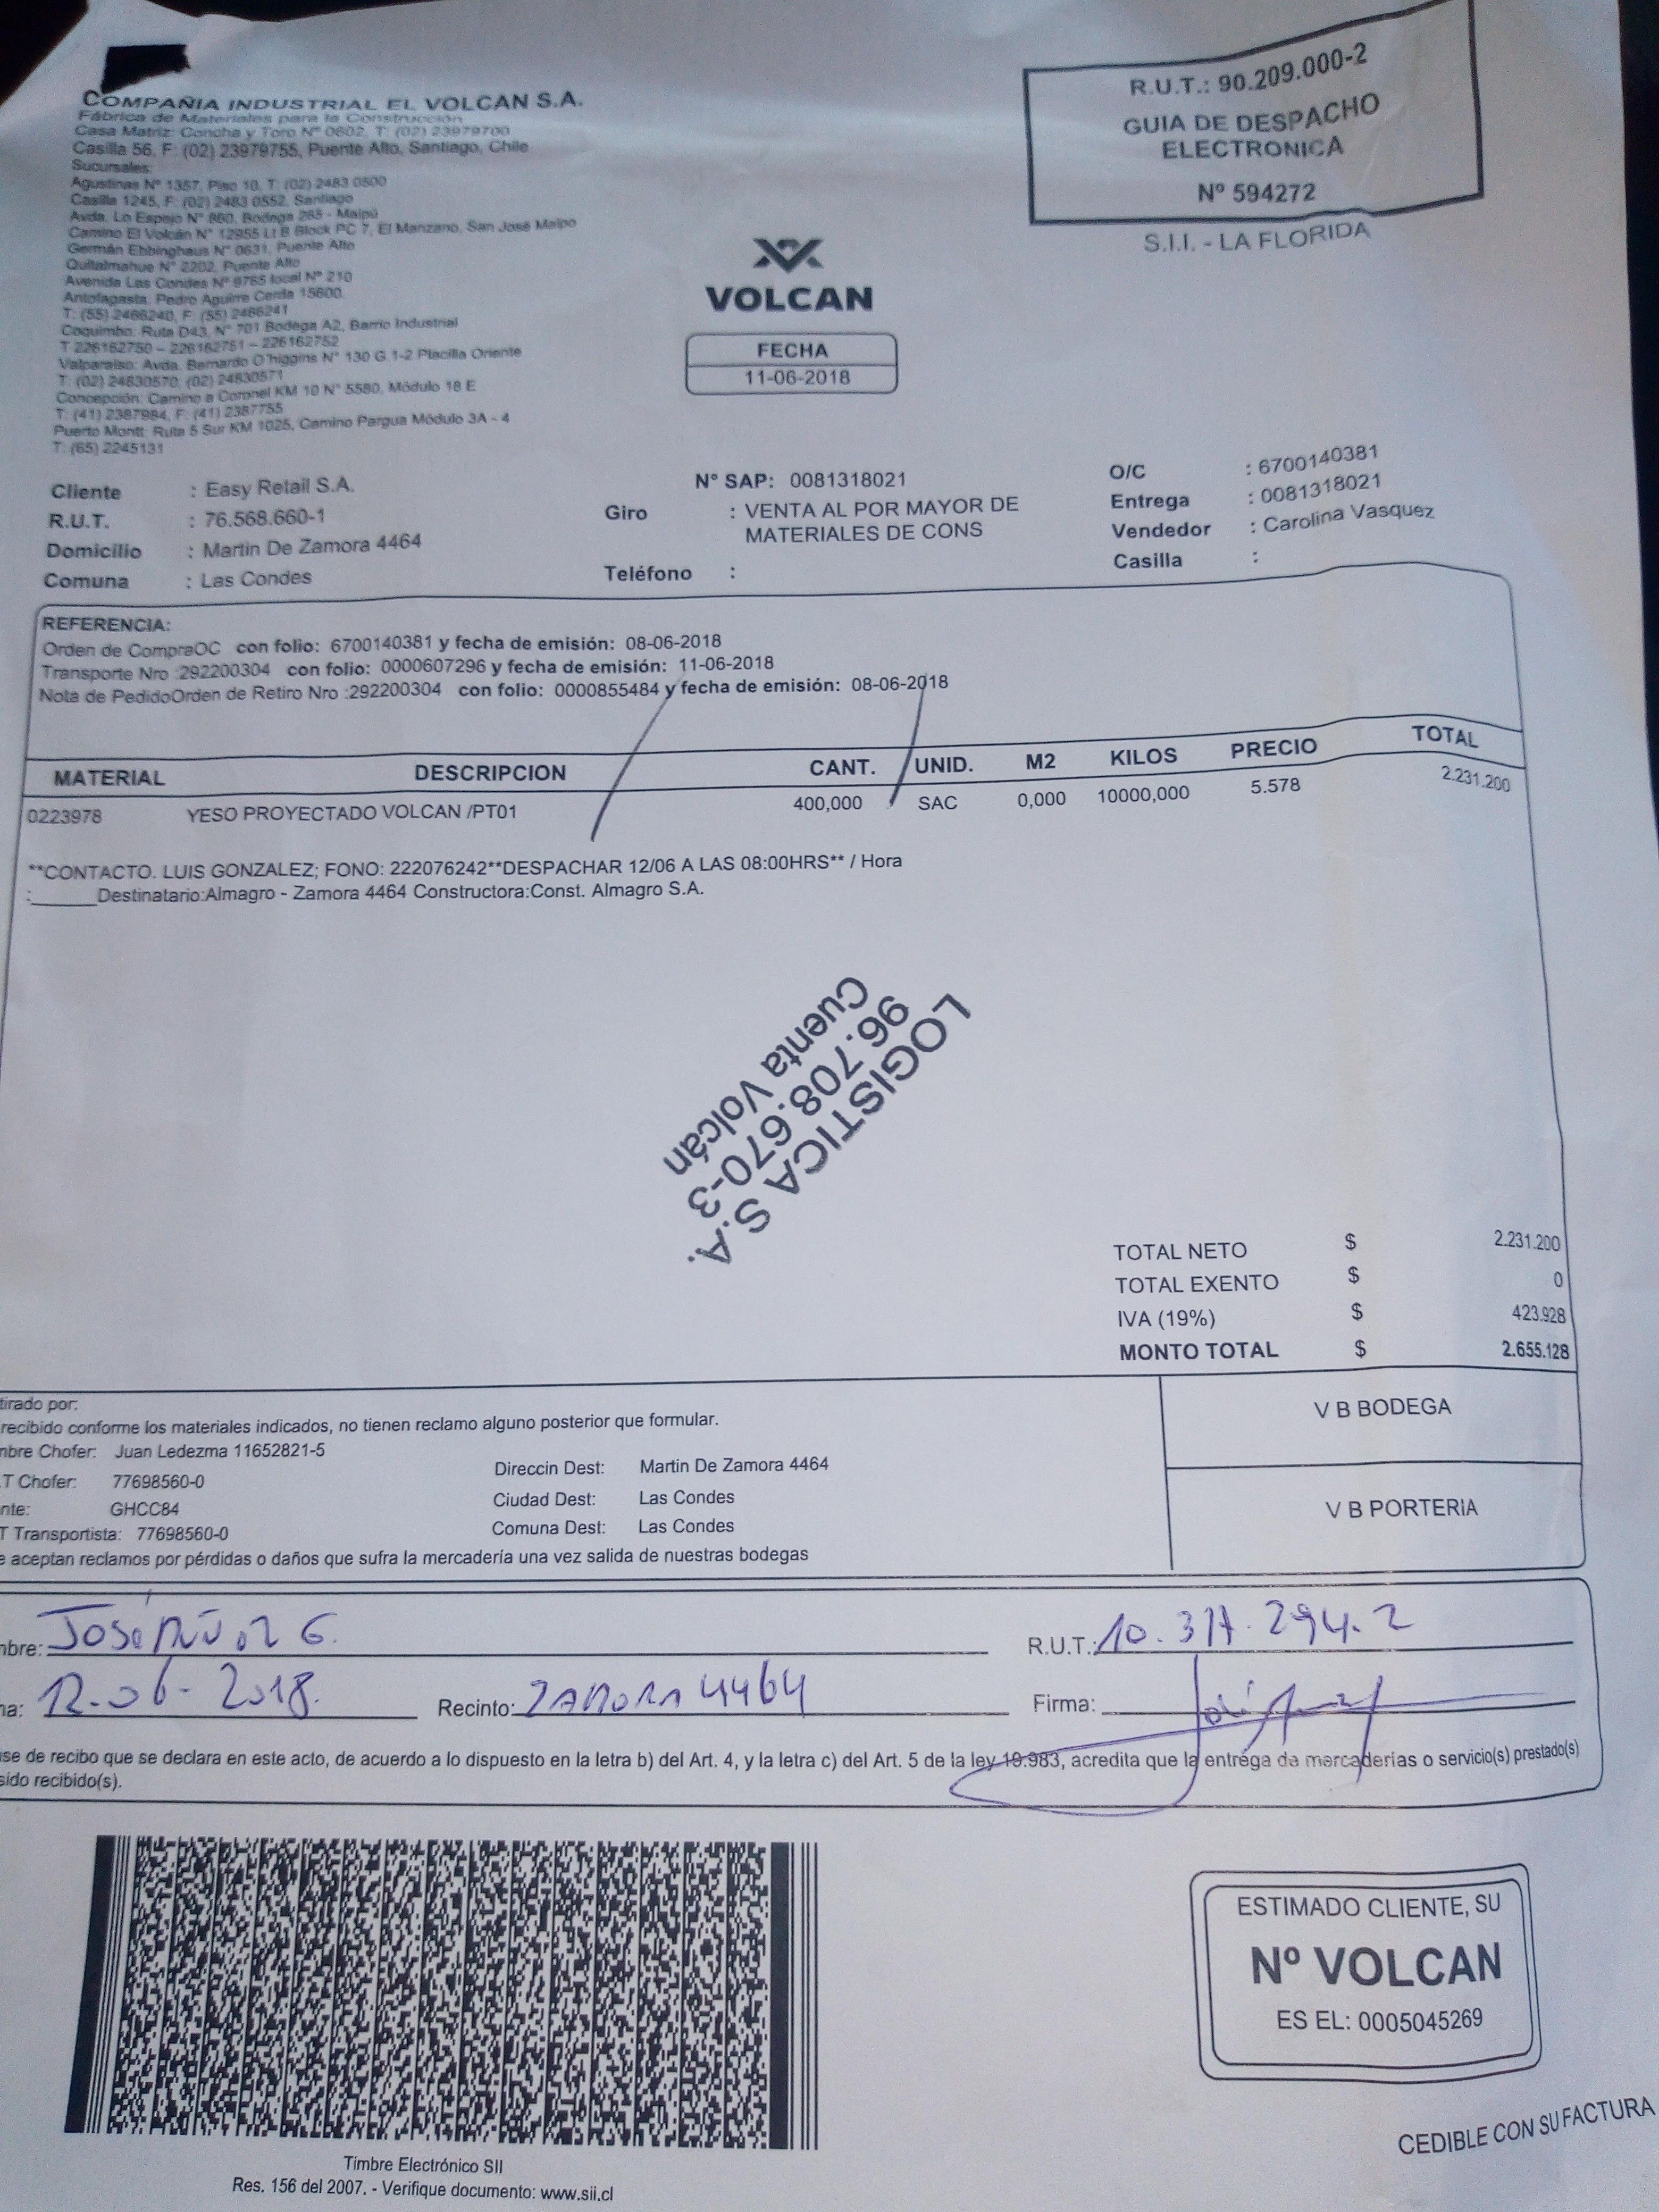 COMPAÑIA INDUSTRIAL EL VOLCAN S.A.
Fábrica de Materiales para la Construcción
Casa Matriz: Concha y Toro Nº 0602, T: (02) 23979700
Casilla 56, F: (02) 23979755, Puente Alto, Santiago, Chile
Sucursales:
Agustinas Nº 1357, Piso 10, T: (02) 2483 0500
Casilla 1245, F: (02) 2483 0552, Santiago
Avda. Lo Espejo N° 860, Bodega 265 - Maipú
Camino El Volcán N° 12955 Lt B Block PC 7, El Manzano, San José Maipo
Germán Ebbinghaus N° 0631, Puente Alto
Quitalmahue N° 2202, Puente Alto
Avenida Las Condes N° 9765 local N° 210
Antofagasta: Pedro Aguirre Cerda 15600.
T: (55) 2486240, F: (55) 2486241
Coquimbo: Ruta D43, N° 701 Bodega A2, Barrio Industrial
T 226162750 – 226162751 – 226162752
Valparaiso: Avda. Bernardo O'higgins N° 130 G.1-2 Placilla Oriente
T: (02) 24830570, (02) 24830571
Concepción: Camino a Coronel KM 10 N° 5580, Módulo 18 E
T: (41) 2387984, F: (41) 2387755
Puerto Montt: Ruta 5 Sur KM 1025, Camino Pargua Módulo 3A - 4
T: (65) 2245131
R.U.T.: 90.209.000-2
GUIA DE DESPACHO
ELECTRONICA
Nº 594272
S.I.I. - LA FLORIDA
VOLCAN
FECHA
11-06-2018
Cliente : Easy Retail S.A.
R.U.T. : 76.568.660-1
Domicilio : Martin De Zamora 4464
Comuna : Las Condes
N° SAP: 0081318021
Giro : VENTA AL POR MAYOR DE
MATERIALES DE CONS
Teléfono :
O/C : 6700140381
Entrega : 0081318021
Vendedor : Carolina Vasquez
Casilla :
REFERENCIA:
Orden de CompraOC con folio: 6700140381 y fecha de emisión: 08-06-2018
Transporte Nro :292200304 con folio: 0000607296 y fecha de emisión: 11-06-2018
Nota de PedidoOrden de Retiro Nro :292200304 con folio: 0000855484 y fecha de emisión: 08-06-2018
MATERIAL DESCRIPCION CANT. UNID. M2 KILOS PRECIO TOTAL
0223978 YESO PROYECTADO VOLCAN /PT01 400,000 SAC 0,000 10000,000 5.578 2.231.200
**CONTACTO. LUIS GONZALEZ; FONO: 222076242**DESPACHAR 12/06 A LAS 08:00HRS** / Hora
:______Destinatario:Almagro - Zamora 4464 Constructora:Const. Almagro S.A.
LOGISTICA S.A.
96.708.670-3
Cuenta Volcán
TOTAL NETO $ 2.231.200
TOTAL EXENTO $ 0
IVA (19%) $ 423.928
MONTO TOTAL $ 2.655.128
tirado por:
recibido conforme los materiales indicados, no tienen reclamo alguno posterior que formular.
mbre Chofer: Juan Ledezma 11652821-5
.T Chofer: 77698560-0
nte: GHCC84
T Transportista: 77698560-0
Direccin Dest: Martin De Zamora 4464
Ciudad Dest: Las Condes
Comuna Dest: Las Condes
e aceptan reclamos por pérdidas o daños que sufra la mercadería una vez salida de nuestras bodegas
V B BODEGA
V B PORTERIA
mbre: José Muñoz G.
R.U.T.: 10.317.294.2
na: 12-06-2018.
Recinto: ZAMORA 4464
Firma:
use de recibo que se declara en este acto, de acuerdo a lo dispuesto en la letra b) del Art. 4, y la letra c) del Art. 5 de la ley 19.983, acredita que la entrega de mercaderías o servicio(s) prestado(s)
sido recibido(s).
Timbre Electrónico SII
Res. 156 del 2007. - Verifique documento: www.sii.cl
ESTIMADO CLIENTE, SU
Nº VOLCAN
ES EL: 0005045269
CEDIBLE CON SU FACTURA